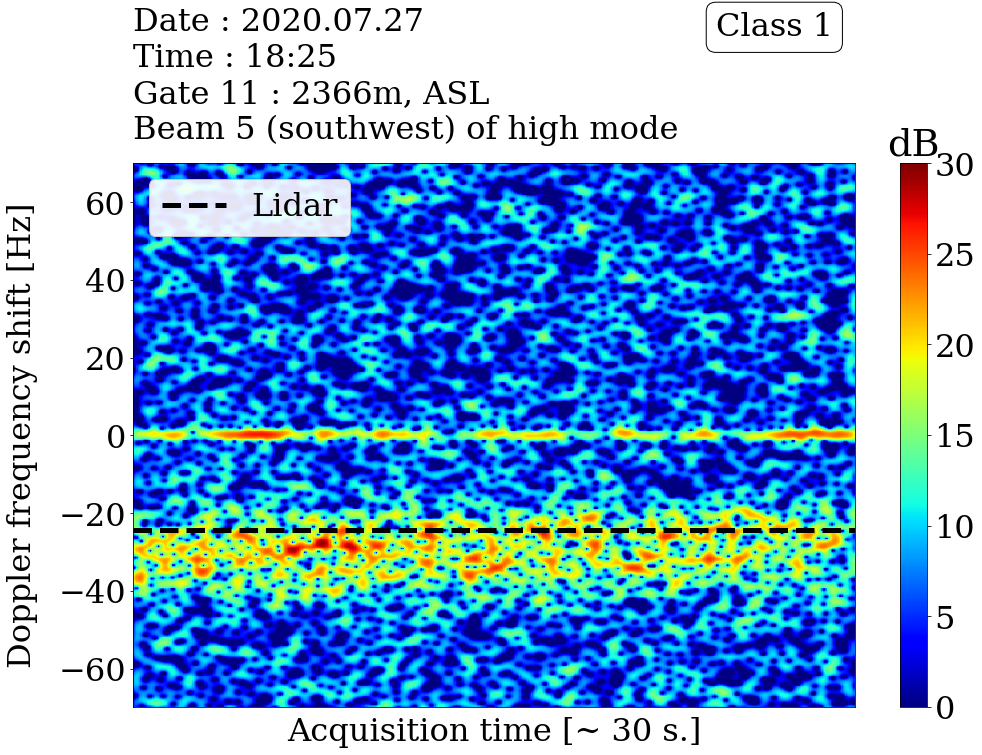 Date : 2020.07.27
Time : 18:25
Gate 11 : 2366m, ASL
Beam 5 (southwest) of high mode
Class 1
dB
Lidar
Doppler frequency shift [Hz]
60
40
20
0
−20
−40
−60
30
25
20
15
10
5
0
Acquisition time [~ 30 s.]